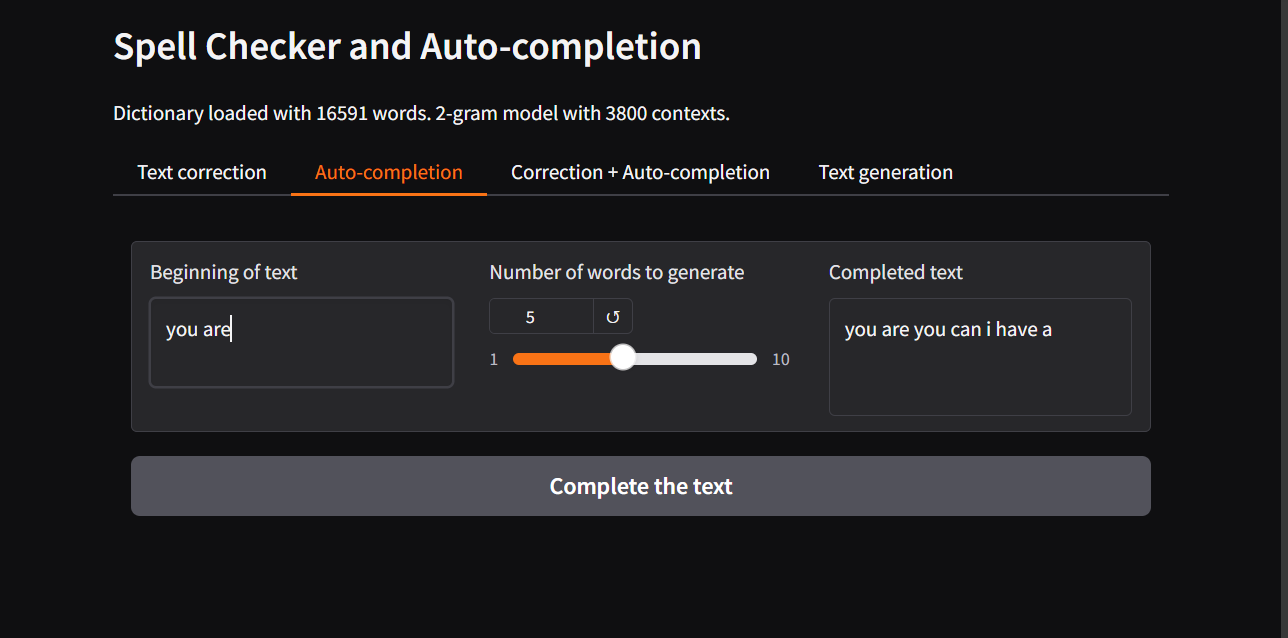 Spell Checker and Auto-completion
Dictionary loaded with 16591 words. 2-gram model with 3800 contexts.
Text correction Auto-completion Correction + Auto-completion Text generation
Beginning of text Number of words to generate Completed text
you are 5 ↺ you are you can i have a
1 10
Complete the text